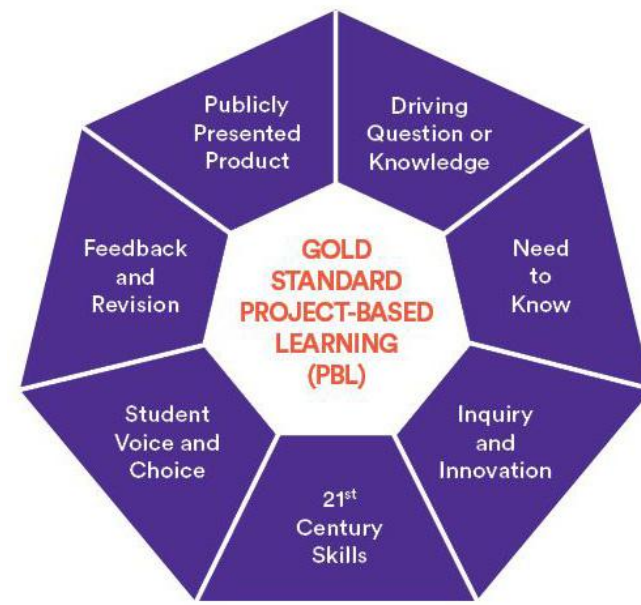 GOLD
STANDARD
PROJECT-BASED
LEARNING
(PBL)
Driving
Question or
Knowledge
Need
to
Know
Inquiry
and
Innovation
21st
Century
Skills
Student
Voice and
Choice
Feedback
and
Revision
Publicly
Presented
Product